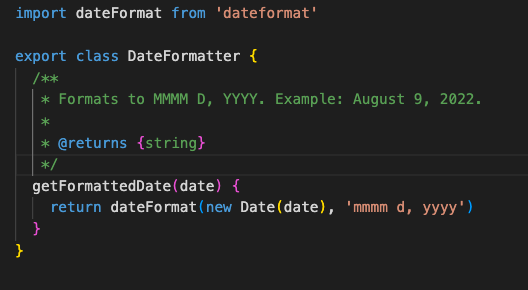 import dateFormat from 'dateformat'
export class DateFormatter {
/**
* Formats to MMMM D, YYYY. Example: August 9, 2022.
*
* @returns {string}
*/
getFormattedDate(date) {
return dateFormat(new Date(date), 'mmmm d, yyyy')
}
}